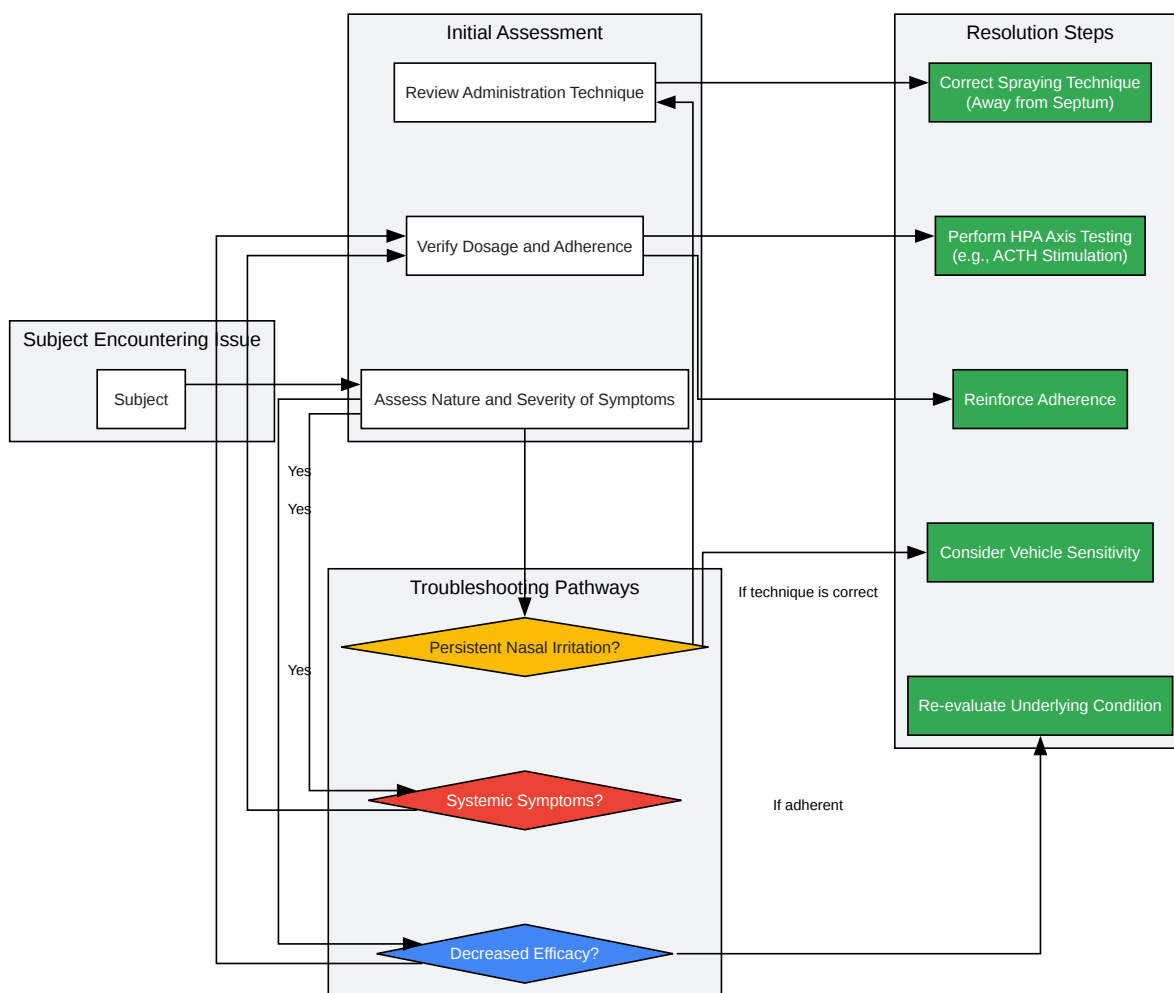 Initial Assessment
Resolution Steps
Review Administration Technique
Correct Spraying Technique
(Away from Septum)
Verify Dosage and Adherence
Perform HPA Axis Testing
(e.g., ACTH Stimulation)
Subject Encountering Issue
Subject
Assess Nature and Severity of Symptoms
Reinforce Adherence
Yes
Yes
Consider Vehicle Sensitivity
Troubleshooting Pathways
If technique is correct
Persistent Nasal Irritation?
Yes
Re-evaluate Underlying Condition
Systemic Symptoms?
If adherent
Decreased Efficacy?